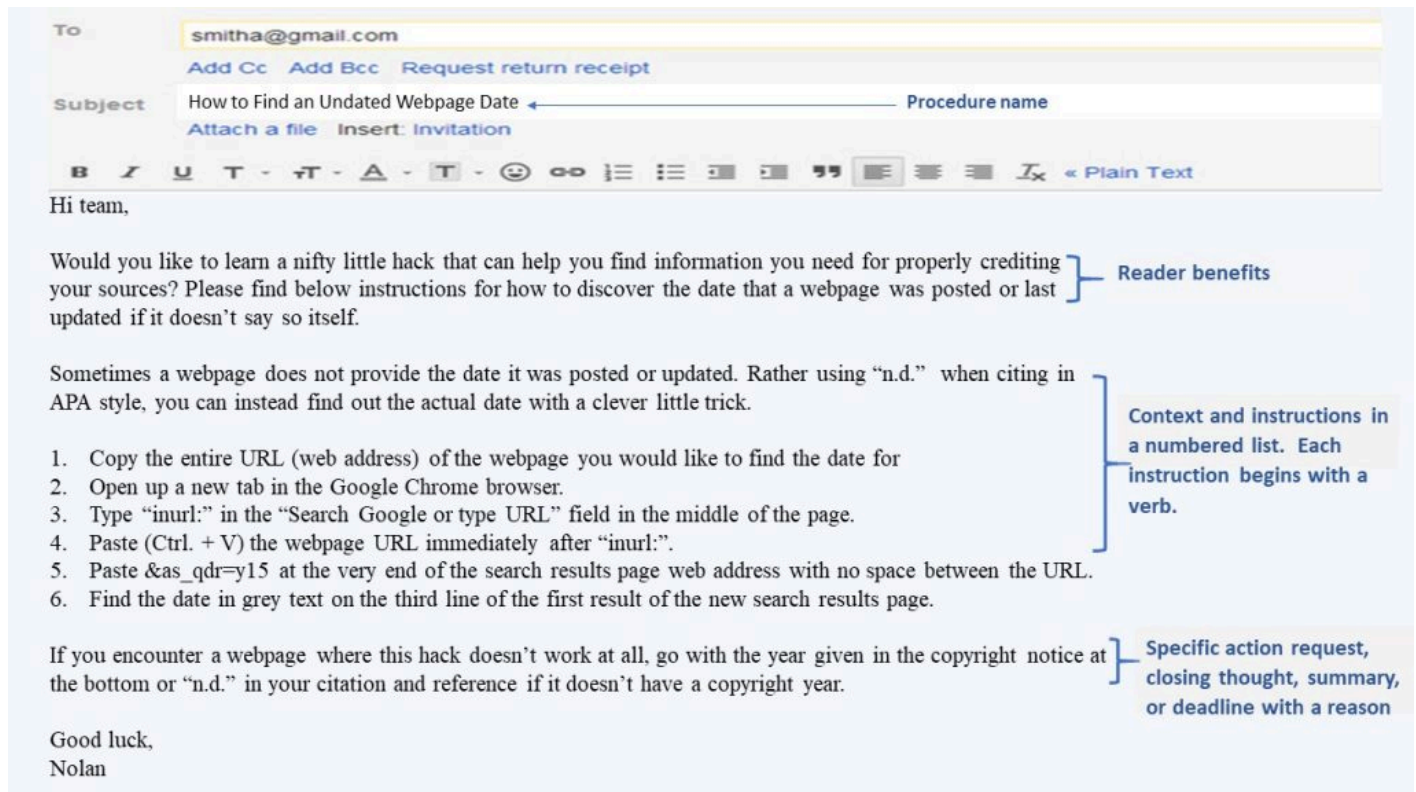 To smitha@gmail.com
Add Cc Add Bcc Request return receipt
Subject How to Find an Undated Webpage Date Procedure name
Attach a file Insert: Invitation
B I U T T A T Tx « Plain Text
Hi team,
Would you like to learn a nifty little hack that can help you find information you need for properly crediting
your sources? Please find below instructions for how to discover the date that a webpage was posted or last
updated if it doesn’t say so itself.
Reader benefits
Sometimes a webpage does not provide the date it was posted or updated. Rather using “n.d.” when citing in
APA style, you can instead find out the actual date with a clever little trick.
1. Copy the entire URL (web address) of the webpage you would like to find the date for
2. Open up a new tab in the Google Chrome browser.
3. Type “inurl:” in the “Search Google or type URL” field in the middle of the page.
4. Paste (Ctrl. + V) the webpage URL immediately after “inurl:”.
5. Paste &as_qdr=y15 at the very end of the search results page web address with no space between the URL.
6. Find the date in grey text on the third line of the first result of the new search results page.
Context and instructions in
a numbered list. Each
instruction begins with a
verb.
If you encounter a webpage where this hack doesn’t work at all, go with the year given in the copyright notice at
the bottom or “n.d.” in your citation and reference if it doesn’t have a copyright year.
Specific action request,
closing thought, summary,
or deadline with a reason
Good luck,
Nolan